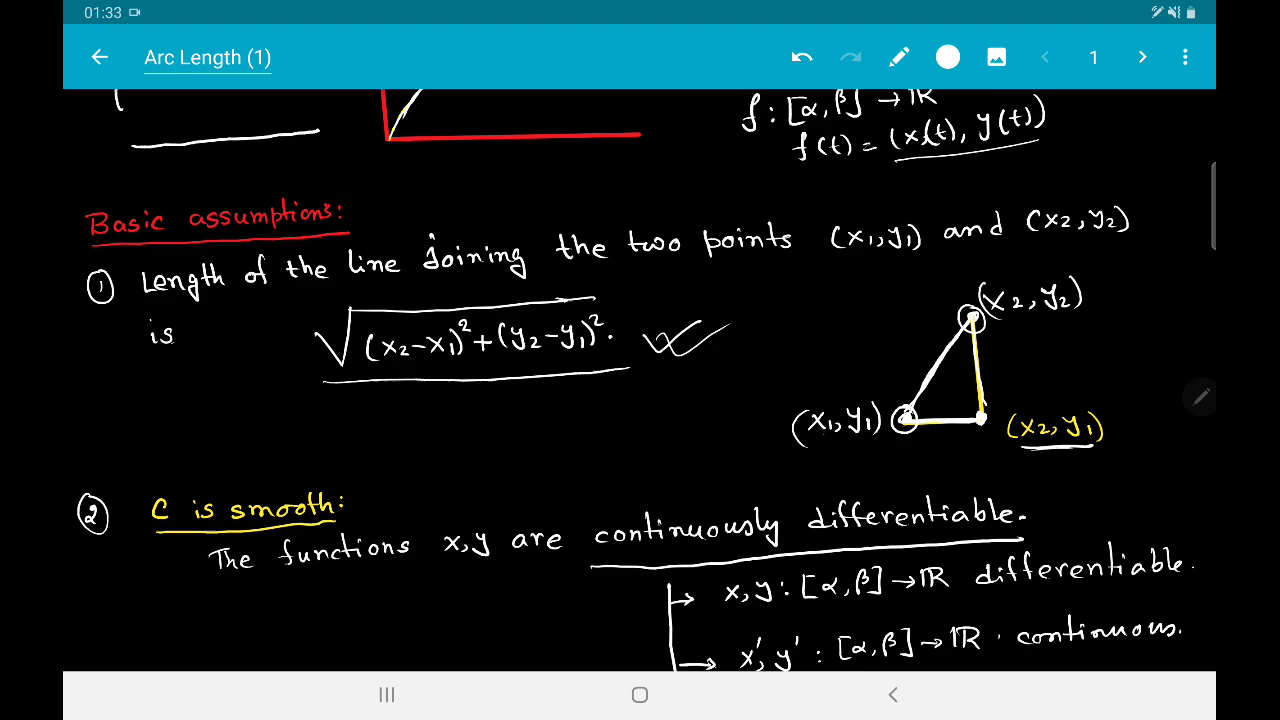 01:33
Arc Length (1)
1
f : [α, β] → ℝ
f(t) = (x(t), y(t))
Basic assumptions:
① Length of the line joining the two points (x₁, y₁) and (x₂, y₂)
is √((x₂-x₁)²+(y₂-y₁)²).
(x₂, y₂)
(x₁, y₁)
(x₂, y₁)
② C is smooth:
The functions x, y are continuously differentiable.
→ x, y : [α, β] → ℝ differentiable.
→ x', y' : [α, β] → ℝ. continuous.